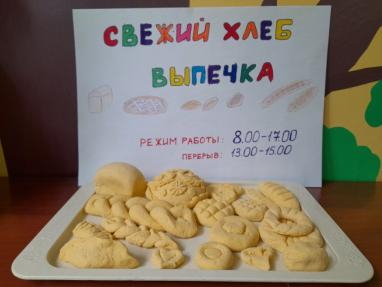 СВЕЖИЙ ХЛЕБ
ВЫПЕЧКА
РЕЖИМ РАБОТЫ: 8.00-17.00
ПЕРЕРЫВ: 13.00-15.00